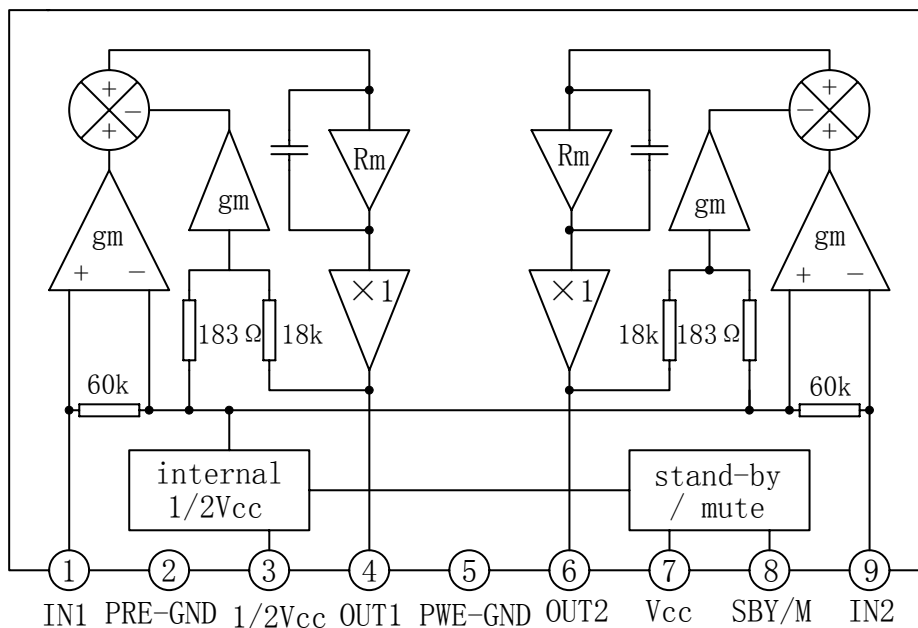 + +
− −
+ +
Rm Rm
gm gm
gm gm
+ − + −
×1 ×1
183Ω 18k 18k 183Ω
60k 60k
internal
1/2Vcc
stand-by
/ mute
1 2 3 4 5 6 7 8 9
IN1 PRE-GND 1/2Vcc OUT1 PWE-GND OUT2 Vcc SBY/M IN2